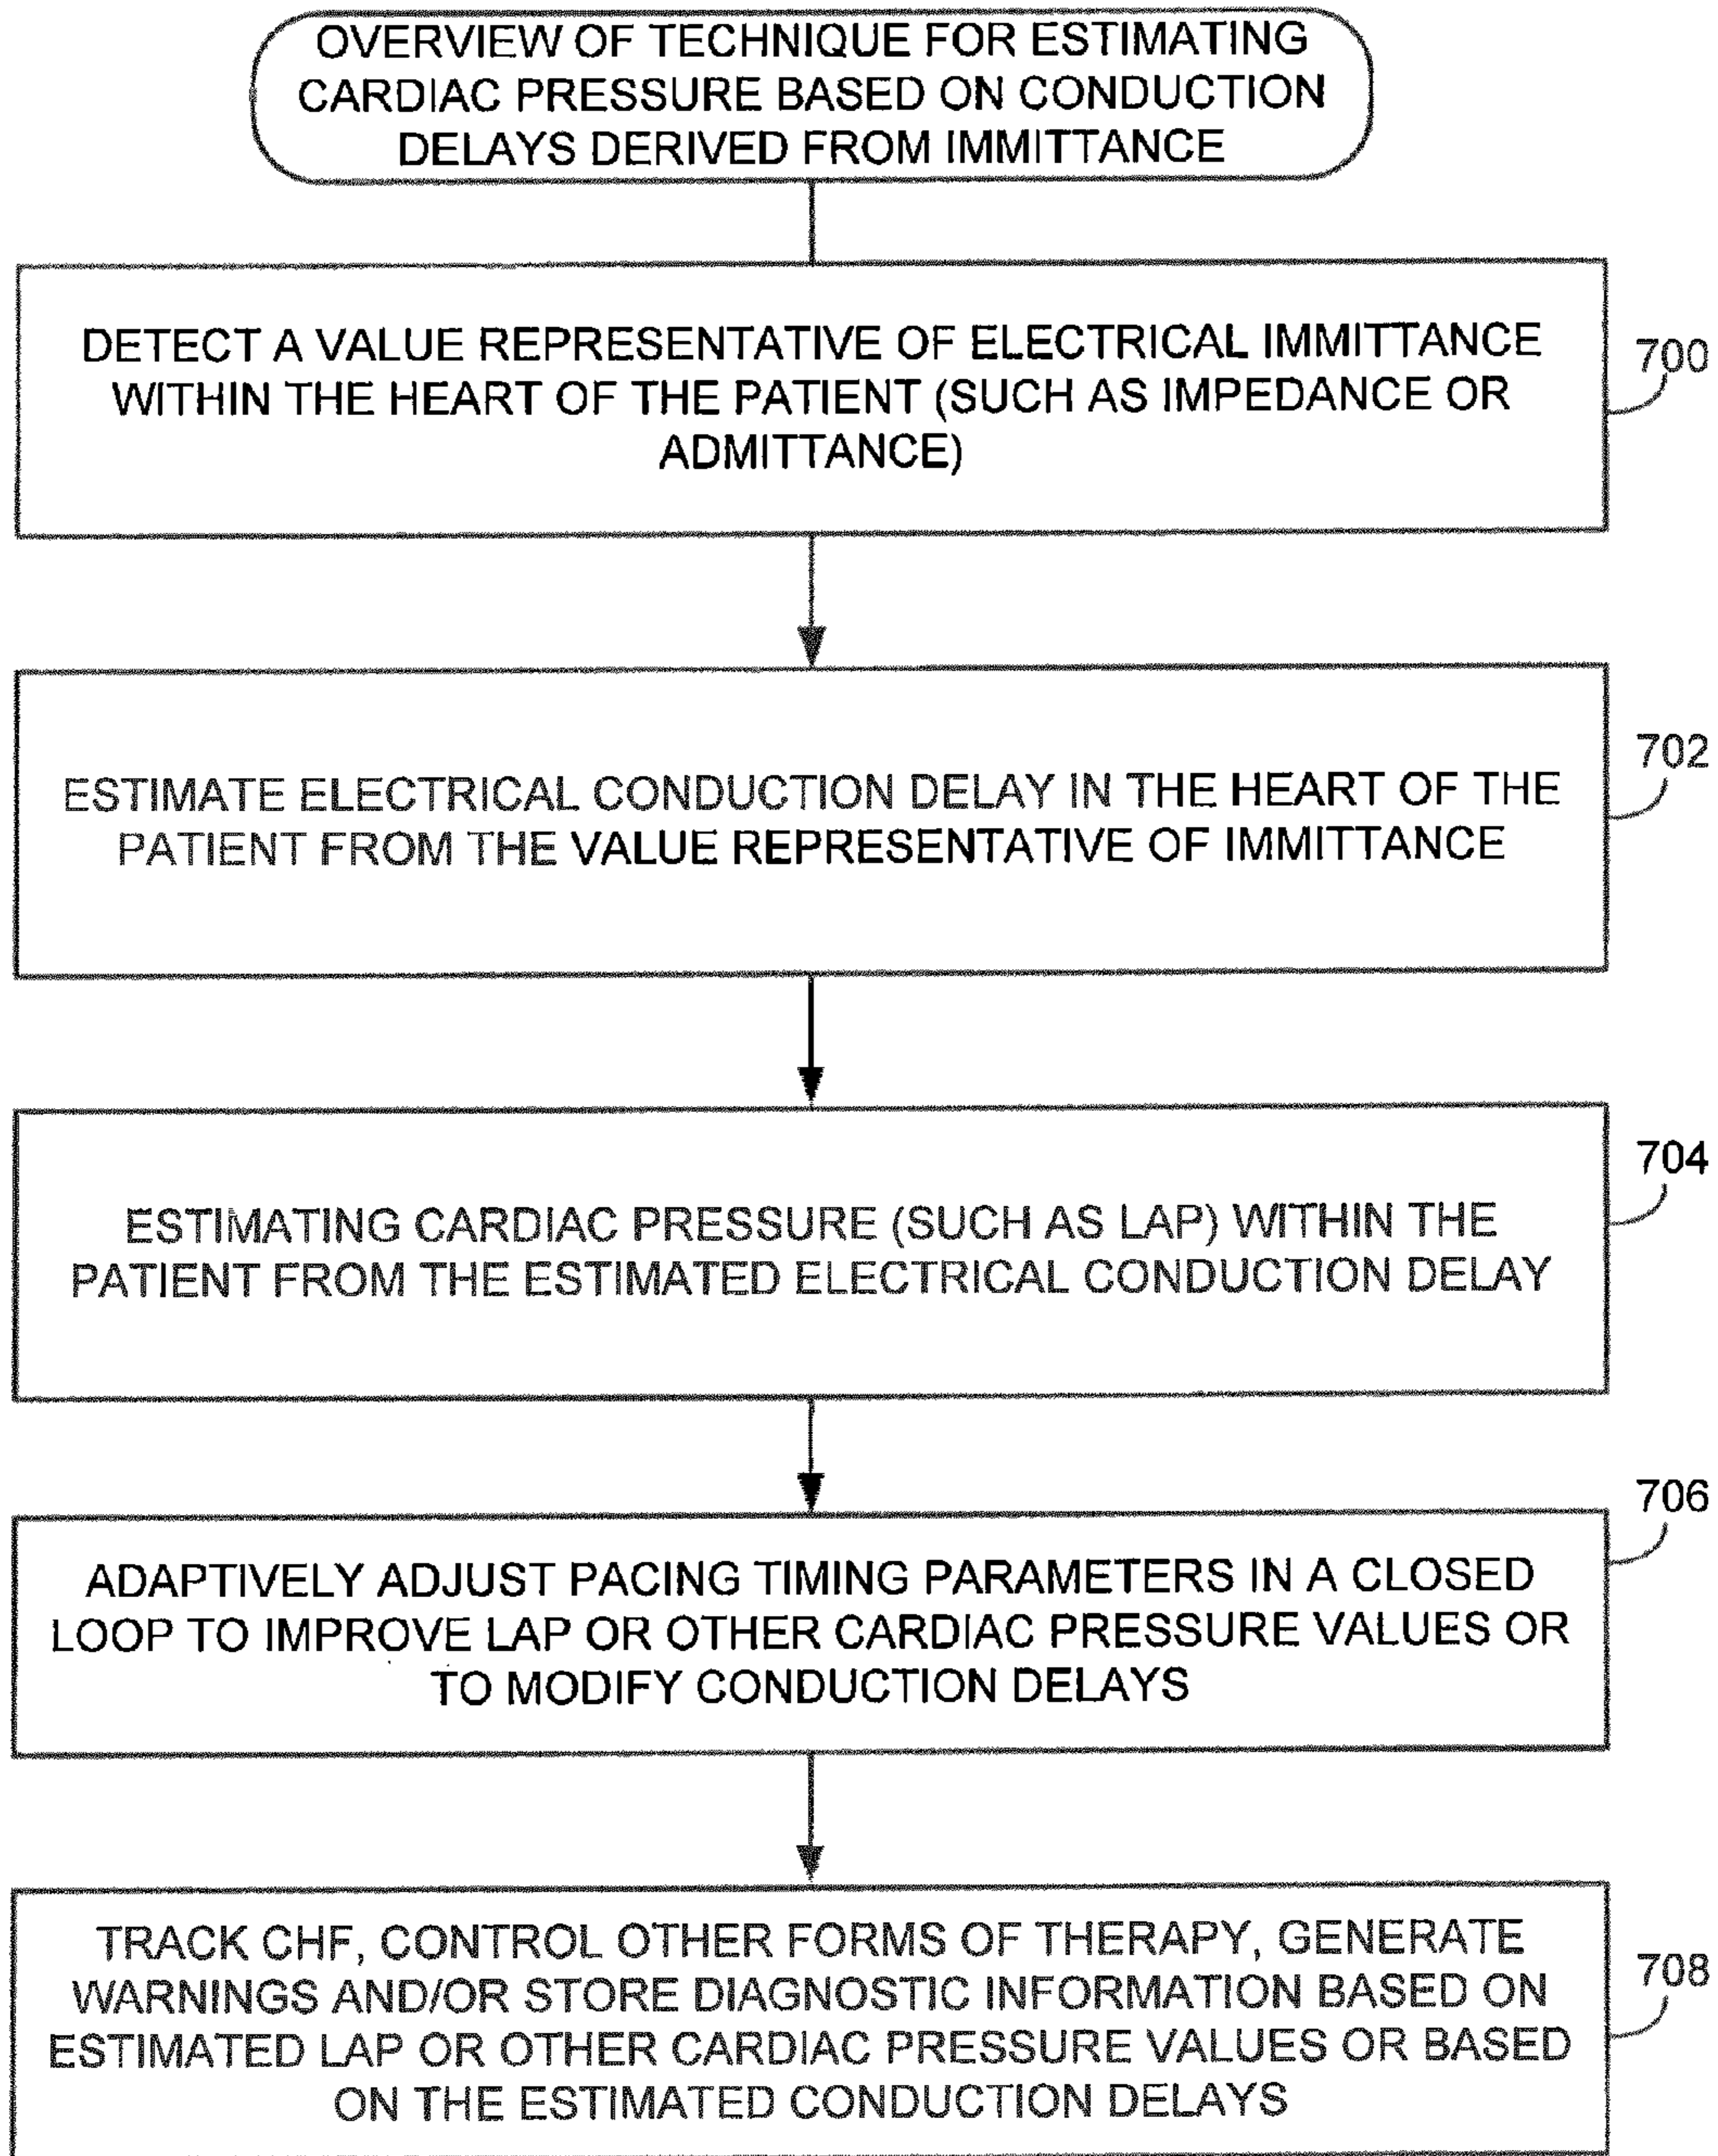 OVERVIEW OF TECHNIQUE FOR ESTIMATING
CARDIAC PRESSURE BASED ON CONDUCTION
DELAYS DERIVED FROM IMMITTANCE
DETECT A VALUE REPRESENTATIVE OF ELECTRICAL IMMITTANCE
WITHIN THE HEART OF THE PATIENT (SUCH AS IMPEDANCE OR
ADMITTANCE)
700
ESTIMATE ELECTRICAL CONDUCTION DELAY IN THE HEART OF THE
PATIENT FROM THE VALUE REPRESENTATIVE OF IMMITTANCE
702
ESTIMATING CARDIAC PRESSURE (SUCH AS LAP) WITHIN THE
PATIENT FROM THE ESTIMATED ELECTRICAL CONDUCTION DELAY
704
ADAPTIVELY ADJUST PACING TIMING PARAMETERS IN A CLOSED
LOOP TO IMPROVE LAP OR OTHER CARDIAC PRESSURE VALUES OR
TO MODIFY CONDUCTION DELAYS
706
TRACK CHF, CONTROL OTHER FORMS OF THERAPY, GENERATE
WARNINGS AND/OR STORE DIAGNOSTIC INFORMATION BASED ON
ESTIMATED LAP OR OTHER CARDIAC PRESSURE VALUES OR BASED
ON THE ESTIMATED CONDUCTION DELAYS
708